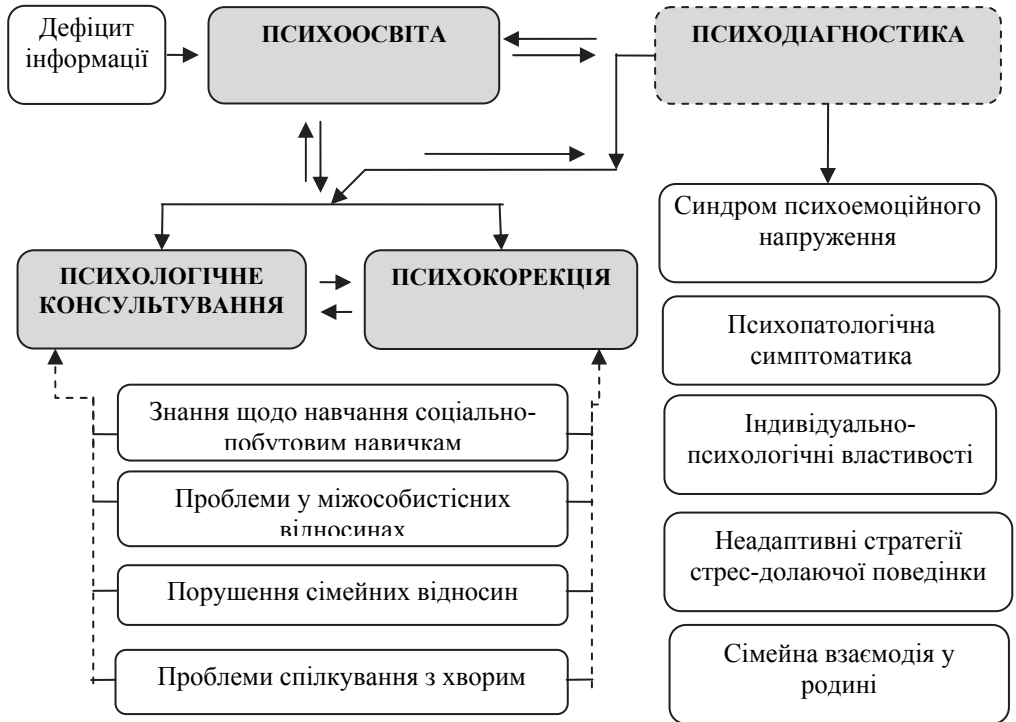 Дефіцит
інформації
ПСИХООСВІТА
ПСИХОДІАГНОСТИКА
Синдром психоемоційного
напруження
ПСИХОЛОГІЧНЕ
КОНСУЛЬТУВАННЯ
ПСИХОКОРЕКЦІЯ
Психопатологічна
симптоматика
Знання щодо навчання соціально-
побутовим навичкам
Індивідуально-
психологічні властивості
Проблеми у міжособистісних
відносинах
Неадаптивні стратегії
стрес-долаючої поведінки
Порушення сімейних відносин
Проблеми спілкування з хворим
Сімейна взаємодія у
родині